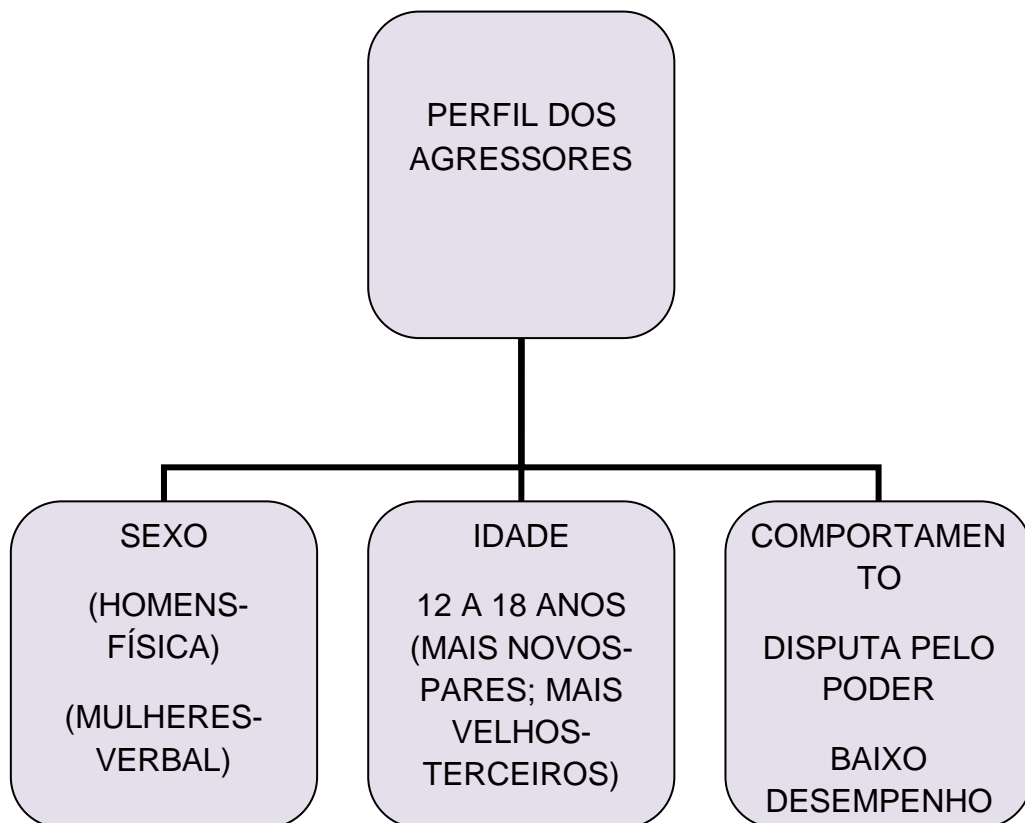 PERFIL DOS
AGRESSORES
SEXO
(HOMENS-
FÍSICA)
(MULHERES-
VERBAL)
IDADE
12 A 18 ANOS
(MAIS NOVOS-
PARES; MAIS
VELHOS-
TERCEIROS)
COMPORTAMEN
TO
DISPUTA PELO
PODER
BAIXO
DESEMPENHO